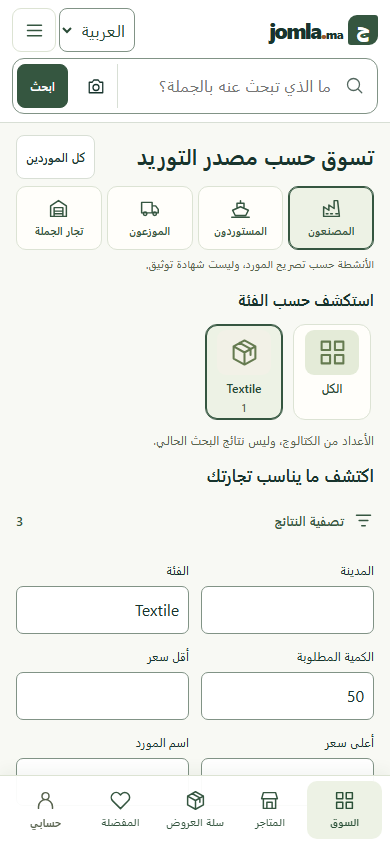 jomla.ma
ج
العربية
ما الذي تبحث عنه بالجملة؟
ابحث
تسوق حسب مصدر التوريد
كل الموردين
المصنعون
المستوردون
الموزعون
تجار الجملة
الأنشطة حسب تصريح المورد، وليست شهادة توثيق.
استكشف حسب الفئة
الكل
Textile
1
الأعداد من الكتالوج، وليس نتائج البحث الحالي.
اكتشف ما يناسب تجارتك
تصفية النتائج
3
المدينة
الفئة
Textile
الكمية المطلوبة
أقل سعر
50
أعلى سعر
اسم المورد
السوق
المتاجر
سلة العروض
المفضلة
حسابي